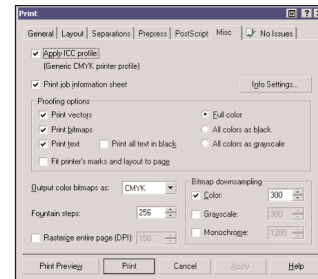 Print
General Layout Separations Prepress PostScript Misc No Issues
Apply ICC profile:
(Generic CMYK printer profile)
Print job information sheet Info Settings...
Proofing options
Print vectors Full color
Print bitmaps All colors as black
Print text Print all text in black All colors as grayscale
Fit printer's marks and layout to page
Output color bitmaps as: CMYK
Bitmap downsampling
Color: 300
Fountain steps: 256
Grayscale: 300
Rasterize entire page (DPI): 150
Monochrome: 1200
Print Preview Print Cancel Apply Help